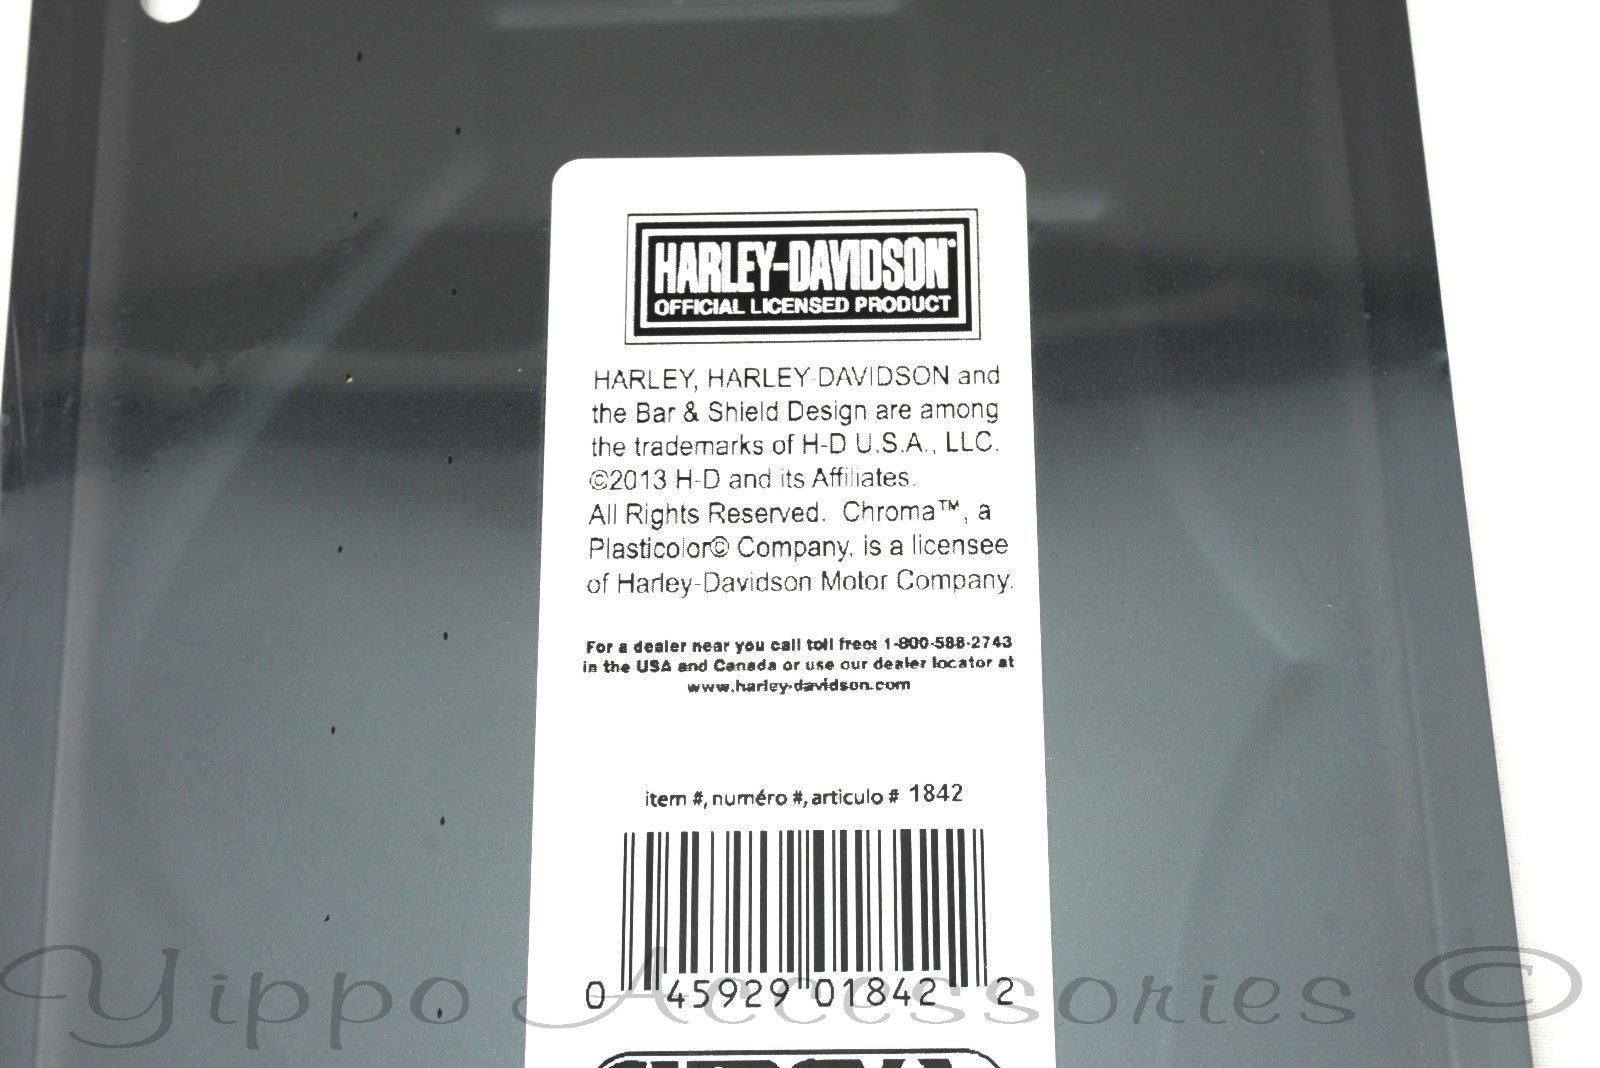 HARLEY-DAVIDSON®
OFFICIAL LICENSED PRODUCT
HARLEY, HARLEY-DAVIDSON and
the Bar & Shield Design are among
the trademarks of H-D U.S.A., LLC.
©2013 H-D and its Affiliates.
All Rights Reserved. Chroma™, a
Plasticolor© Company, is a licensee
of Harley-Davidson Motor Company.
For a dealer near you call toll free: 1-800-588-2743
in the USA and Canada or use our dealer locator at
www.harley-davidson.com
item #, numéro #, articulo # 1842
0 45929 01842 2
Yippo Accessories ©